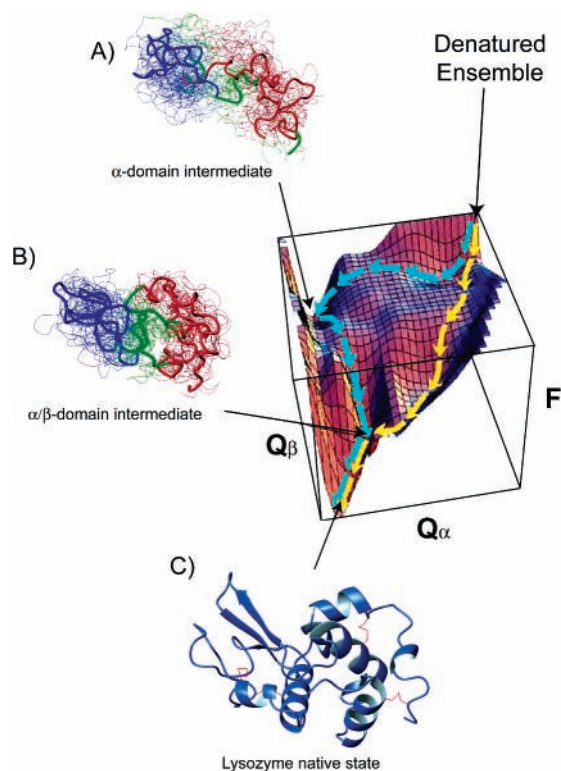 Denatured
Ensemble
A)
α-domain intermediate
B)
α/β-domain intermediate
Qβ
F
Qα
C)
Lysozyme native state